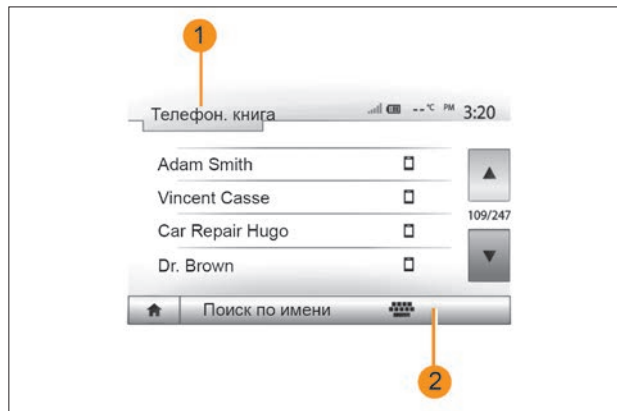 1
Телефон. книга --°C PM 3:20
Adam Smith
Vincent Casse
109/247
Car Repair Hugo
Dr. Brown
Поиск по имени
2